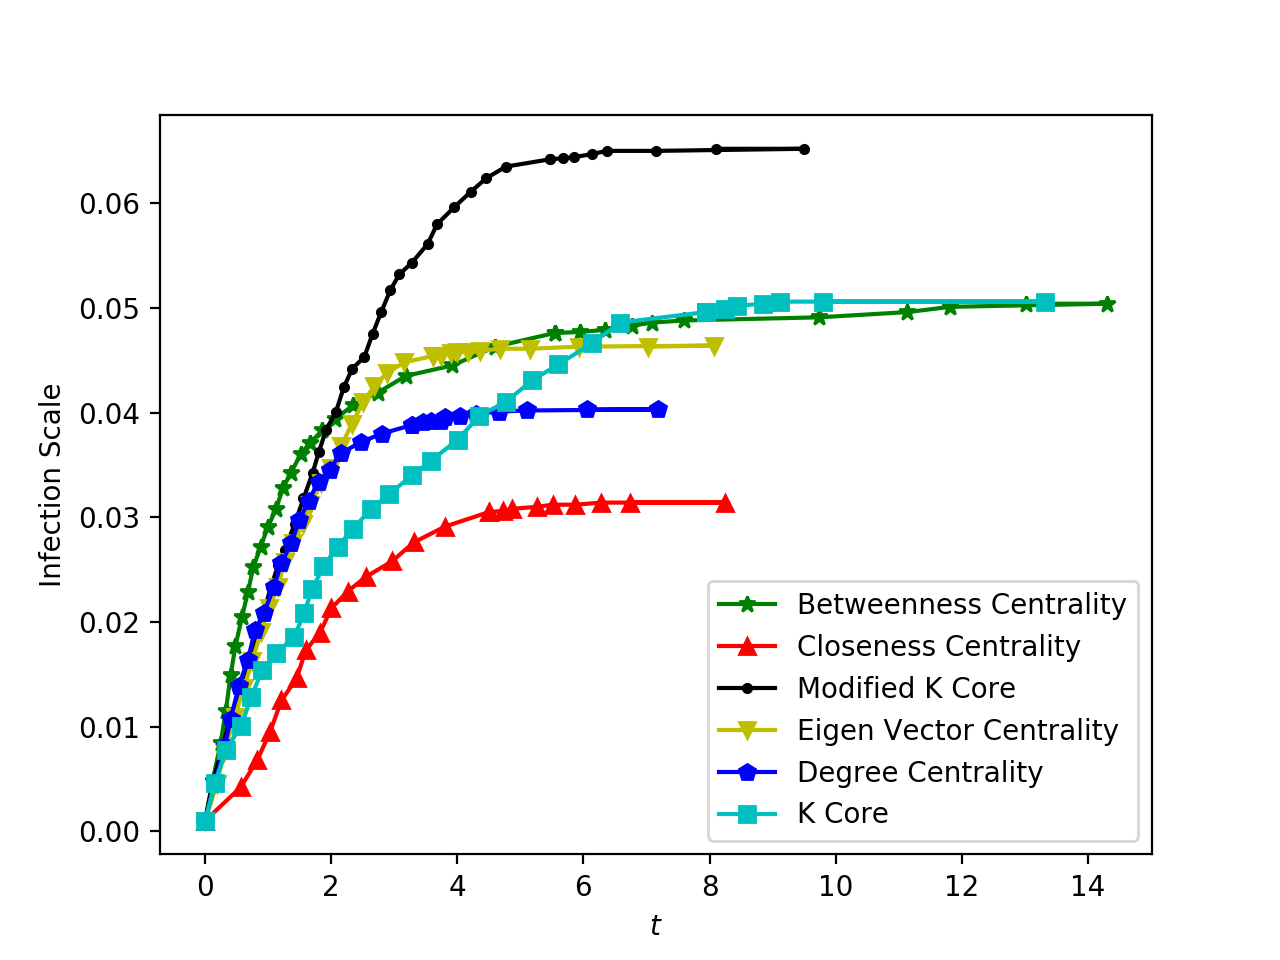 Infection Scale
0.06
0.05
0.04
0.03
0.02
0.01
0.00
0 2 4 6 8 10 12 14
t
Betweenness Centrality
Closeness Centrality
Modified K Core
Eigen Vector Centrality
Degree Centrality
K Core